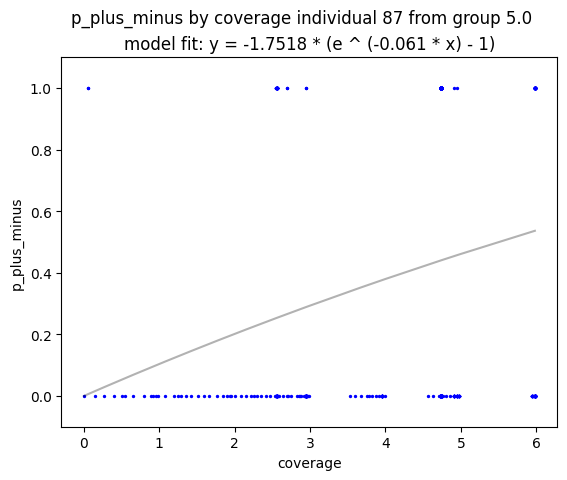 p_plus_minus by coverage individual 87 from group 5.0
model fit: y = -1.7518 * (e ^ (-0.061 * x) - 1)
1.0
0.8
0.6
0.4
0.2
0.0
p_plus_minus
0 1 2 3 4 5 6
coverage